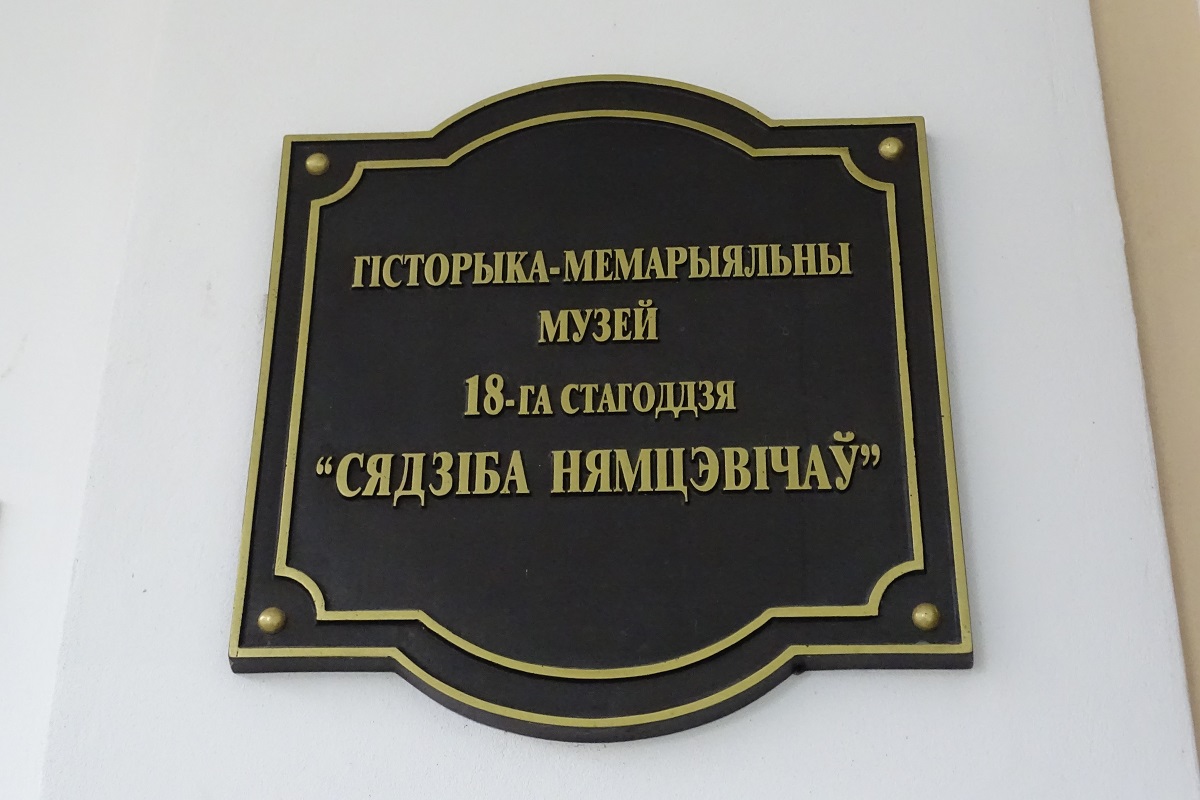 ГІСТОРЫКА-МЕМАРЫЯЛЬНЫ
МУЗЕЙ
18-ГА СТАГОДДЗЯ
“СЯДЗІБА НЯМЦЭВІЧАЎ”